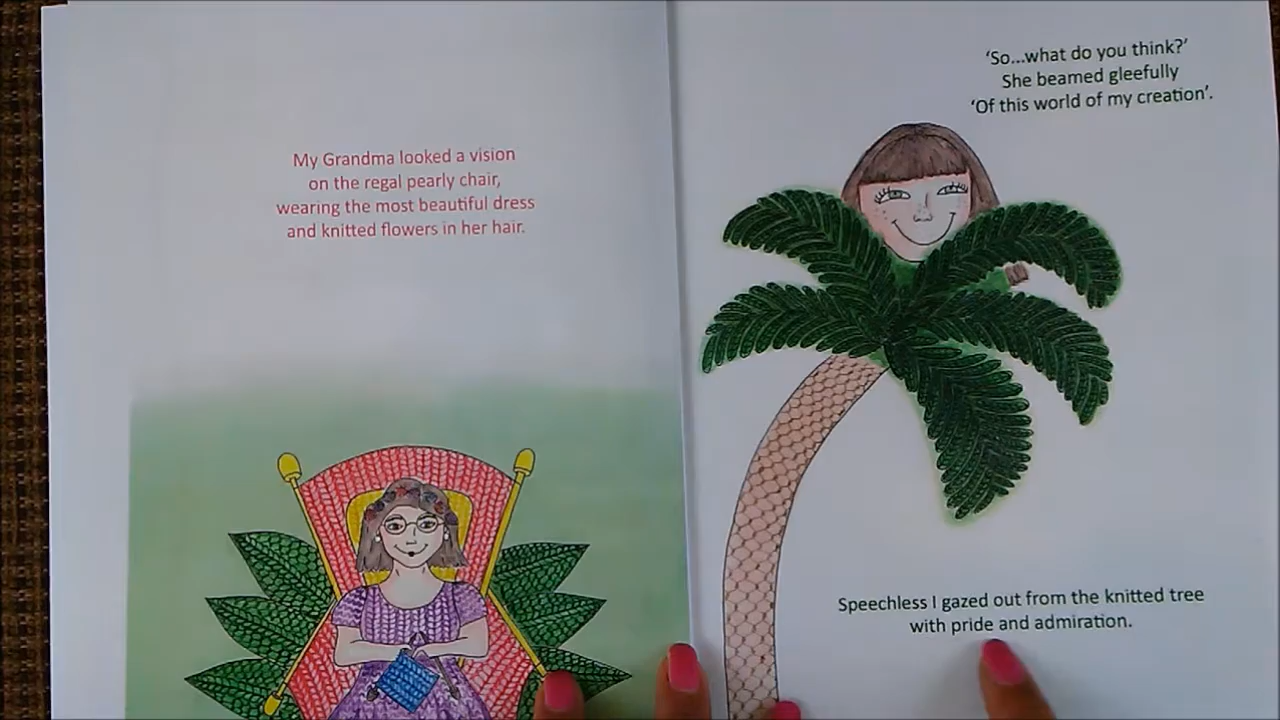 My Grandma looked a vision
on the regal pearly chair,
wearing the most beautiful dress
and knitted flowers in her hair.
‘So...what do you think?’
She beamed gleefully
‘Of this world of my creation’.
Speechless I gazed out from the knitted tree
with pride and admiration.